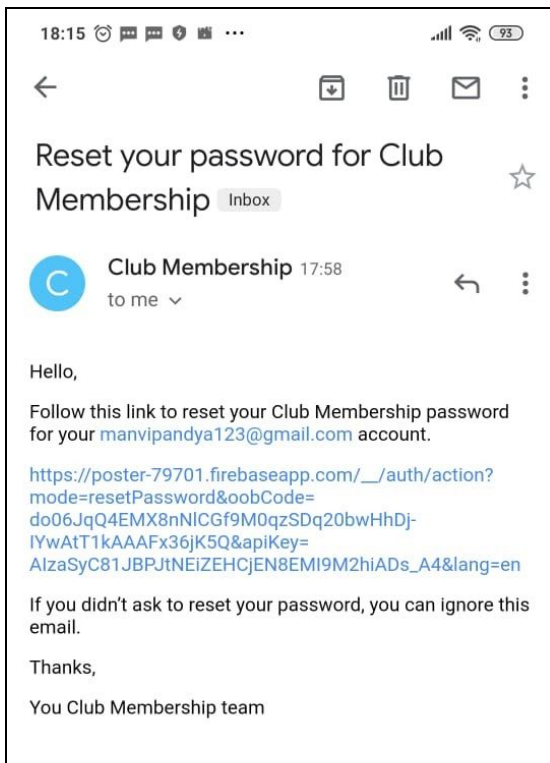 18:15
93
Reset your password for Club
Membership Inbox
C
Club Membership 17:58
to me
Hello,
Follow this link to reset your Club Membership password
for your manvipandya123@gmail.com account.
https://poster-79701.firebaseapp.com/__/auth/action?
mode=resetPassword&oobCode=
do06JqQ4EMX8nNlCGf9M0qzSDq20bwHhDj-
IYwAtT1kAAAFx36jK5Q&apiKey=
AIzaSyC81JBPJtNEiZEHCjEN8EMI9M2hiADs_A4&lang=en
If you didn’t ask to reset your password, you can ignore this
email.
Thanks,
You Club Membership team